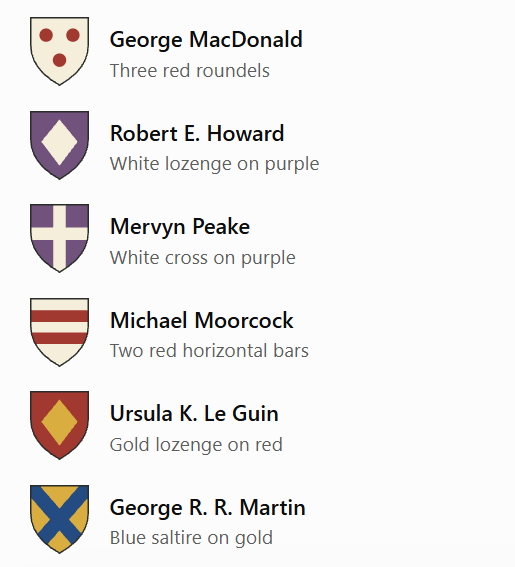 George MacDonald
Three red roundels
Robert E. Howard
White lozenge on purple
Mervyn Peake
White cross on purple
Michael Moorcock
Two red horizontal bars
Ursula K. Le Guin
Gold lozenge on red
George R. R. Martin
Blue saltire on gold